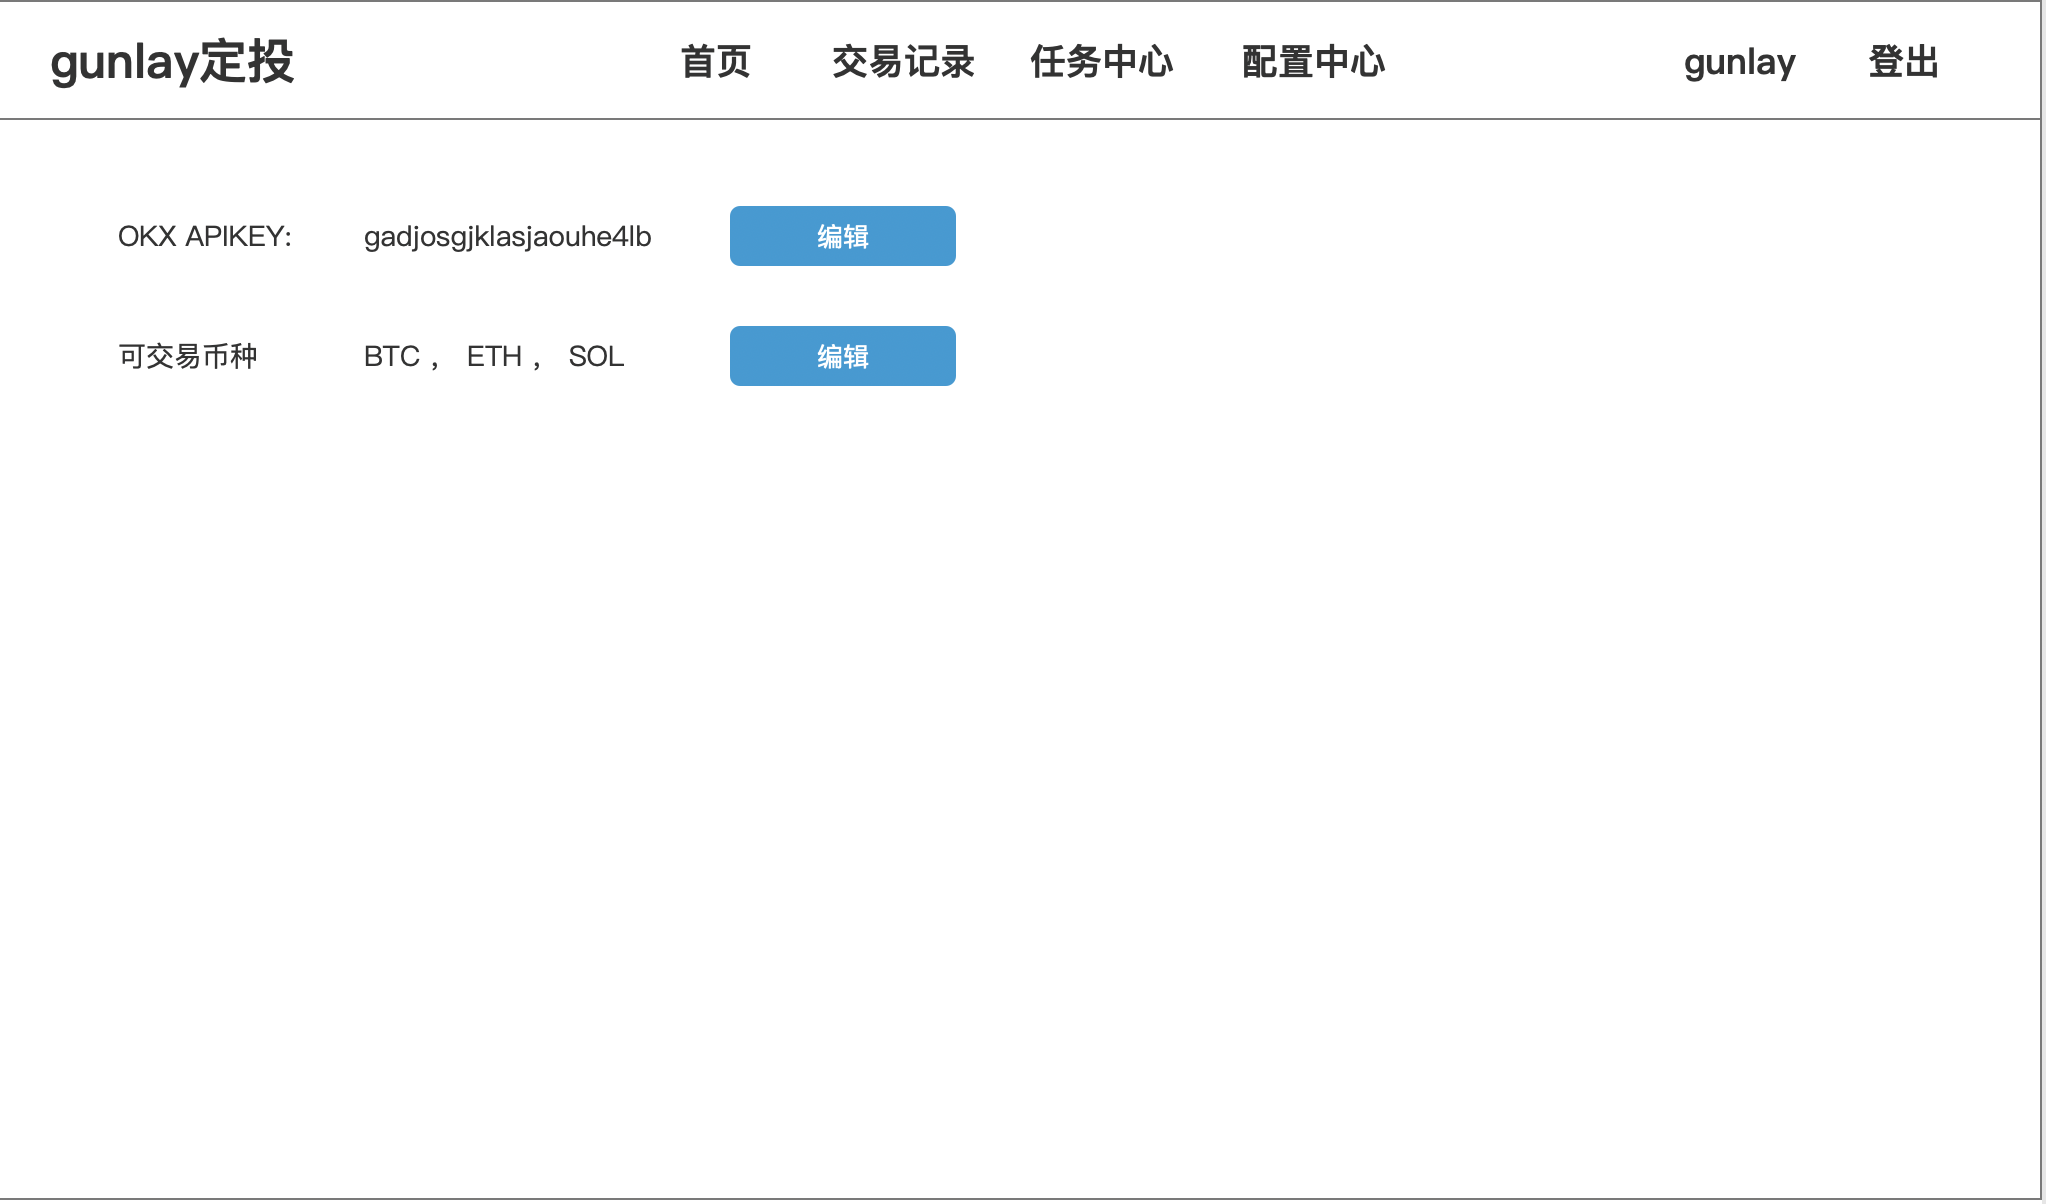 gunlay定投 首页 交易记录 任务中心 配置中心 gunlay 登出
OKX APIKEY: gadjosgjklasjaouhe4lb 编辑
可交易币种 BTC ， ETH ， SOL 编辑